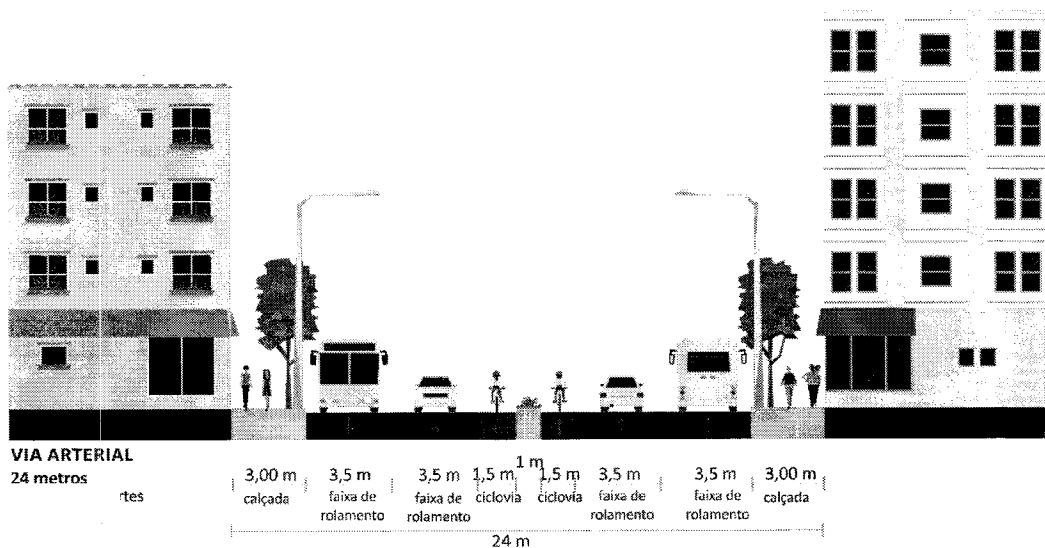 VIA ARTERIAL
24 metros
rtes
1 m
3,00 m 3,5 m 3,5 m 1,5 m 1,5 m 3,5 m 3,5 m 3,00 m
calçada faixa de rolamento faixa de rolamento ciclovia ciclovia faixa de rolamento faixa de rolamento calçada
24 m